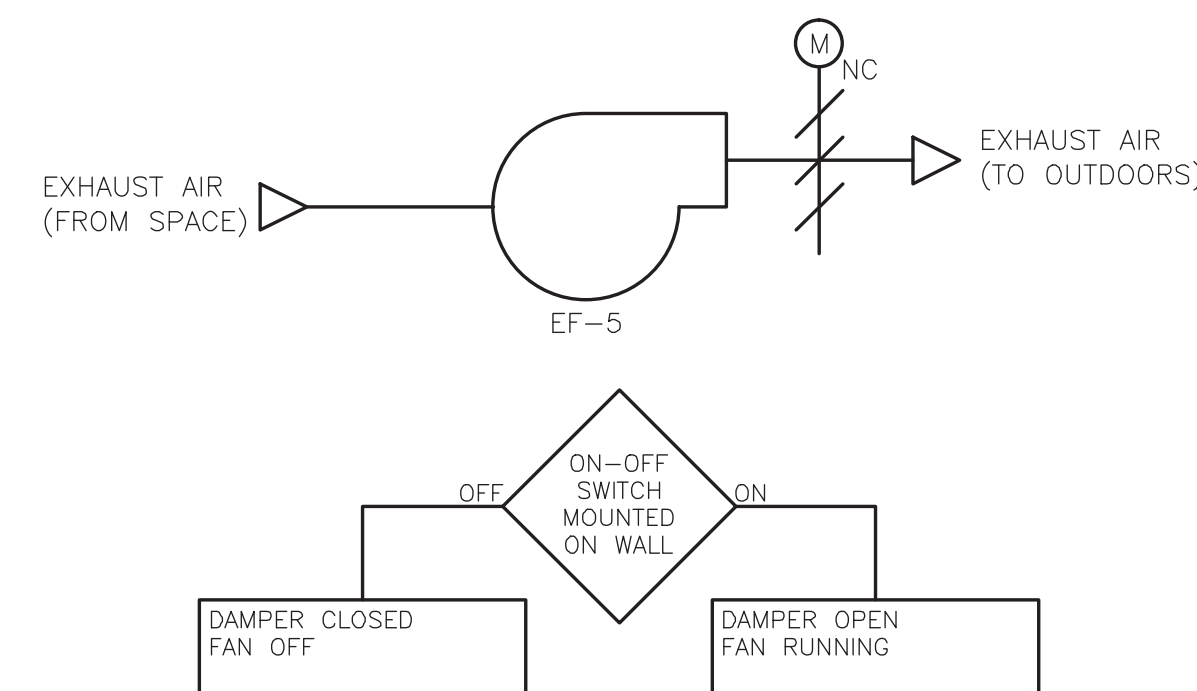 M
NC
EXHAUST AIR
(TO OUTDOORS)
EXHAUST AIR
(FROM SPACE)
EF-5
ON-OFF
SWITCH
MOUNTED
ON WALL
OFF
ON
DAMPER CLOSED
FAN OFF
DAMPER OPEN
FAN RUNNING